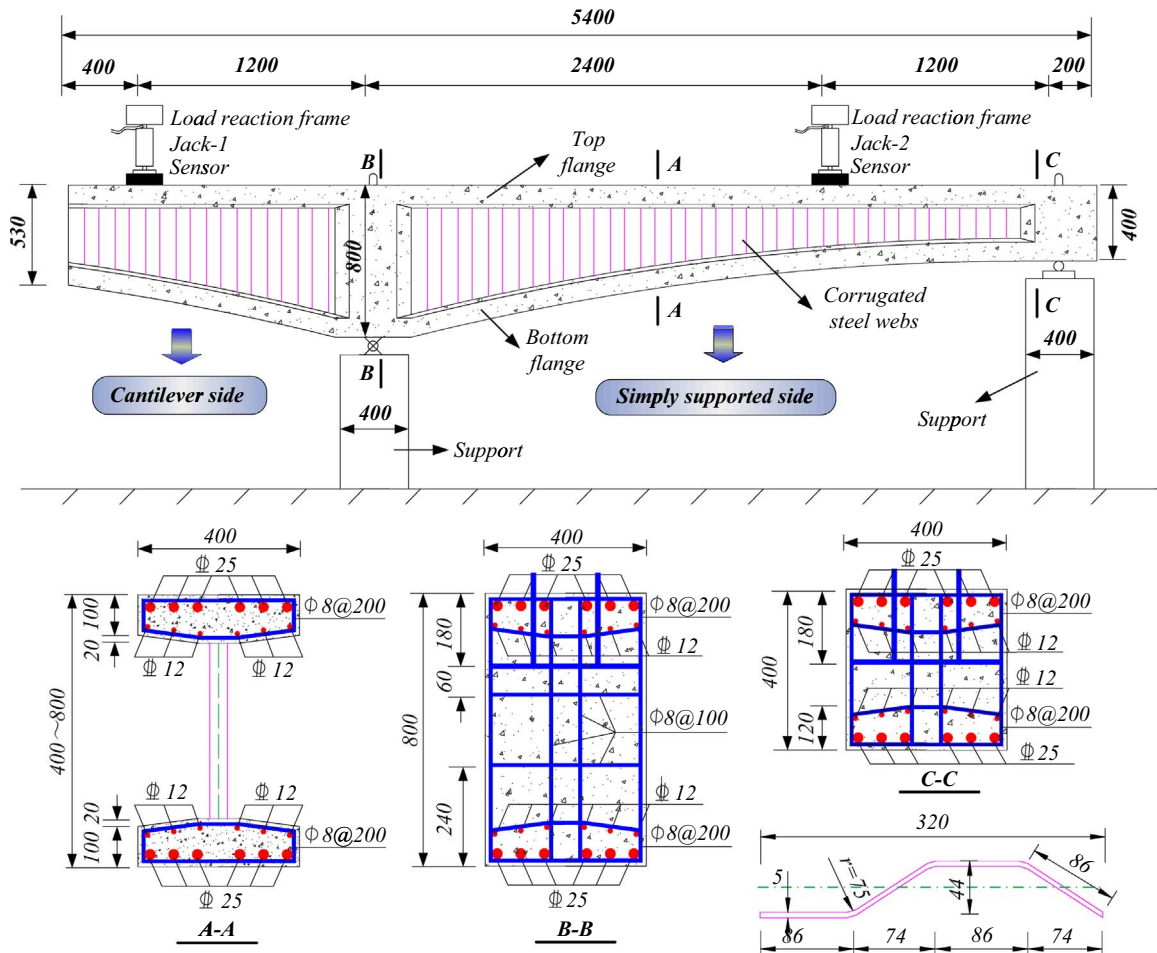 5400
400
1200
2400
1200
200
Load reaction frame
Jack-1
Sensor
Load reaction frame
Jack-2
Sensor
Top
flange
B
A
C
530
800
400
Corrugated
steel webs
Bottom
flange
A
C
B
400
400
Cantilever side
Simply supported side
Support
Support
400
⏀ 25
100
20
Φ8@200
⏀ 12
⏀ 12
400~800
⏀ 12
⏀ 12
20
100
Φ8@200
⏀ 25
A-A
400
⏀ 25
Φ8@200
180
⏀ 12
60
800
Φ8@100
240
⏀ 12
Φ8@200
⏀25
B-B
400
⏀ 25
Φ8@200
180
⏀ 12
400
⏀ 12
120
Φ8@200
⏀25
C-C
320
5
r=75
44
86
86
74
86
74